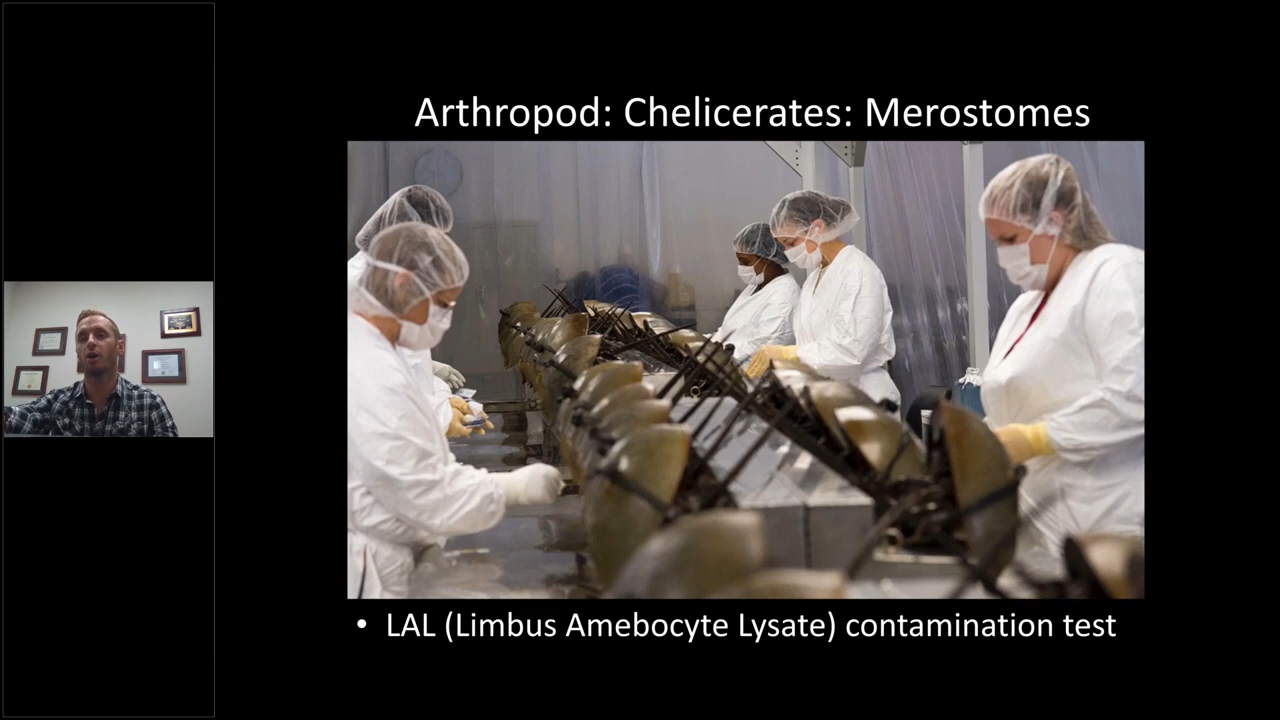 Arthropod: Chelicerates: Merostomes
• LAL (Limbus Amebocyte Lysate) contamination test